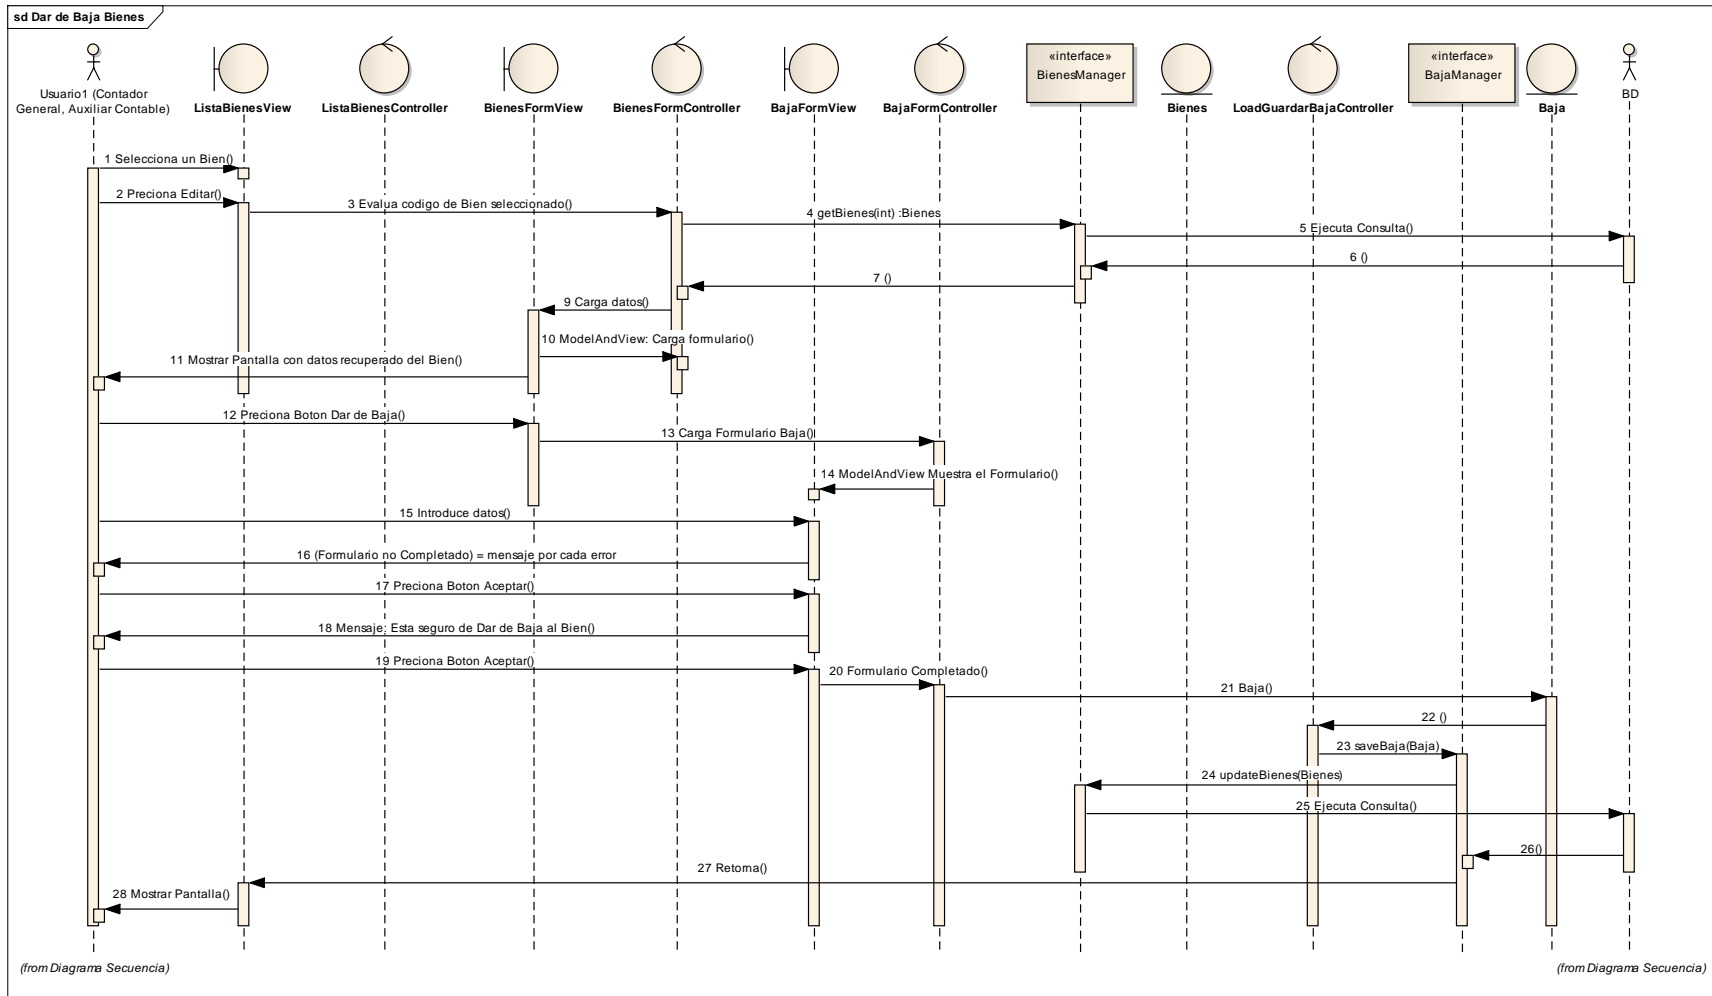 sd Dar de Baja Bienes
Usuario1 (Contador
General, Auxiliar Contable)
ListaBienesView
ListaBienesController
BienesFormView
BienesFormController
BajaFormView
BajaFormController
«interface»
BienesManager
Bienes
LoadGuardarBajaController
«interface»
BajaManager
Baja
BD
1 Selecciona un Bien()
2 Preciona Editar()
3 Evalua codigo de Bien seleccionado()
4 getBienes(int) :Bienes
5 Ejecuta Consulta()
6 ()
7 ()
9 Carga datos()
10 ModelAndView: Carga formulario()
11 Mostrar Pantalla con datos recuperado del Bien()
12 Preciona Boton Dar de Baja()
13 Carga Formulario Baja()
14 ModelAndView Muestra el Formulario()
15 Introduce datos()
16 (Formulario no Completado) = mensaje por cada error
17 Preciona Boton Aceptar()
18 Mensaje: Esta seguro de Dar de Baja al Bien()
19 Preciona Boton Aceptar()
20 Formulario Completado()
21 Baja()
22 ()
23 saveBaja(Baja)
24 updateBienes(Bienes)
25 Ejecuta Consulta()
26()
27 Retorna()
28 Mostrar Pantalla()
(from Diagrama Secuencia)
(from Diagrama Secuencia)